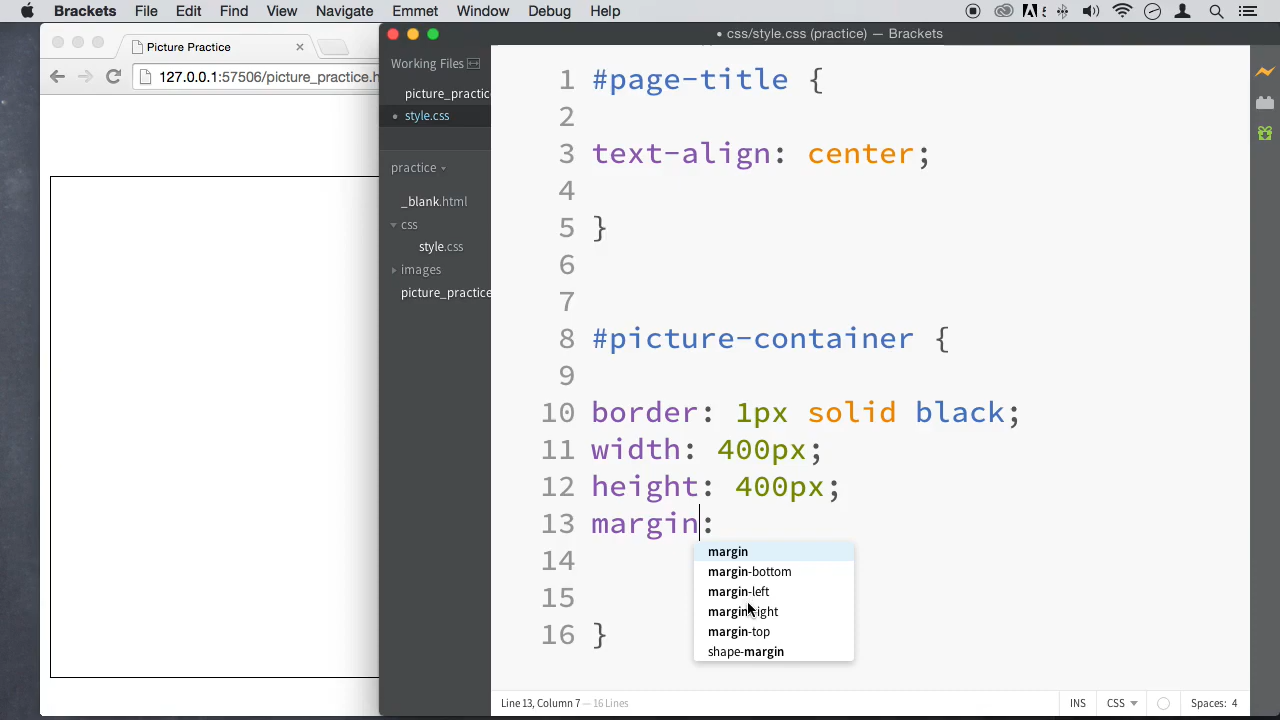 Brackets File Edit Find View Navigate Emmet Window Debug Help
Picture Practice
127.0.0.1:57506/picture_practice.h
• css/style.css (practice) — Brackets
Working Files
picture_practic
style.css
practice
_blank.html
css
style.css
images
picture_practice
1 #page-title {
2
3 text-align: center;
4
5 }
6
7
8 #picture-container {
9
10 border: 1px solid black;
11 width: 400px;
12 height: 400px;
13 margin:
14
15
16 }
margin
margin-bottom
margin-left
margin-right
margin-top
shape-margin
Line 13, Column 7 — 16 Lines
INS CSS Spaces: 4